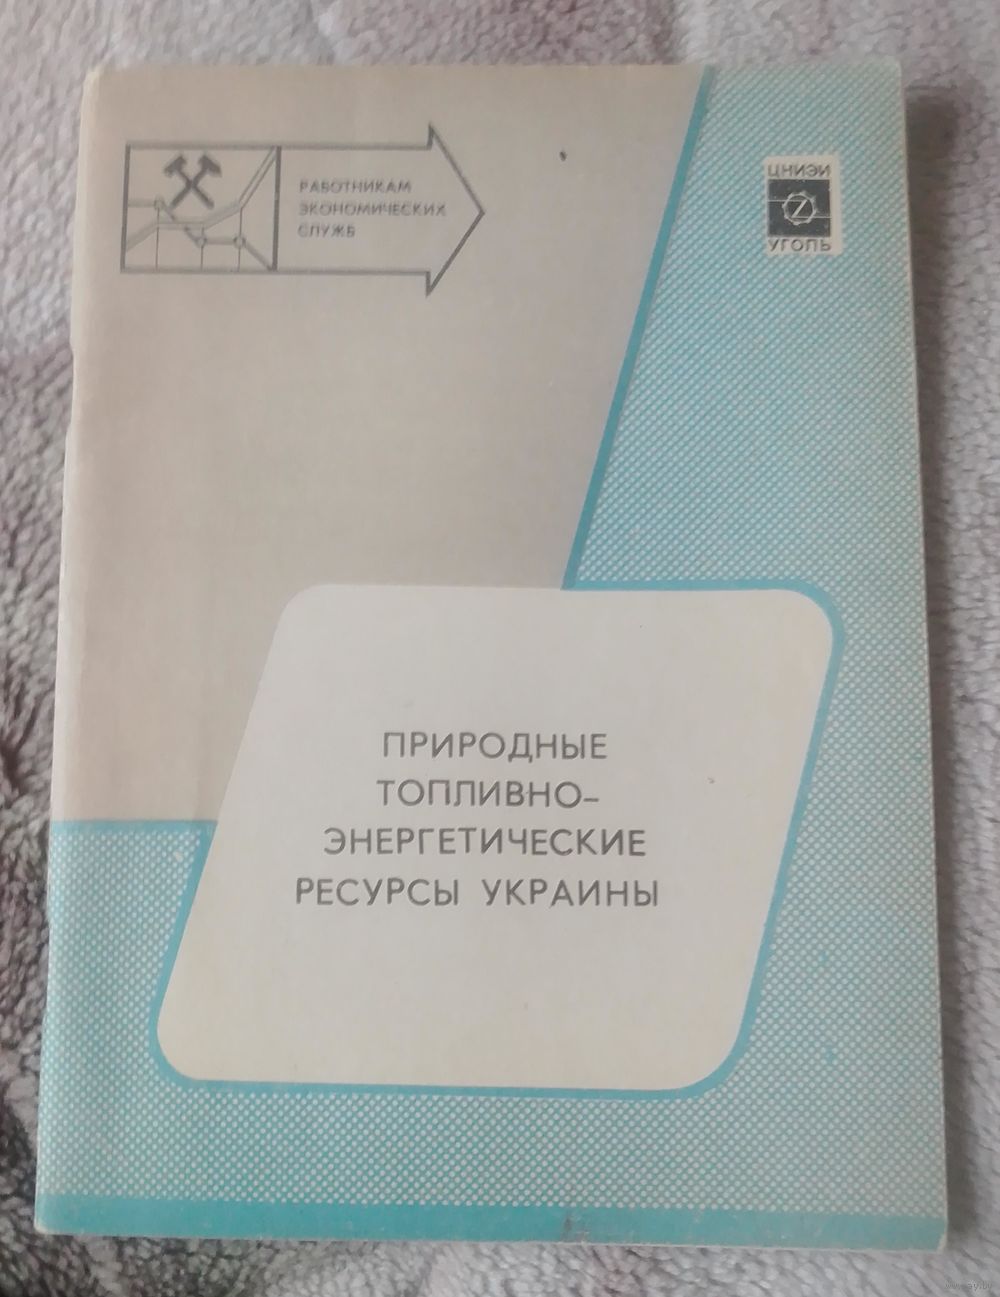 РАБОТНИКАМ
ЭКОНОМИЧЕСКИХ
СЛУЖБ
ЦНИЭИ
УГОЛЬ
ПРИРОДНЫЕ
ТОПЛИВНО-
ЭНЕРГЕТИЧЕСКИЕ
РЕСУРСЫ УКРАИНЫ